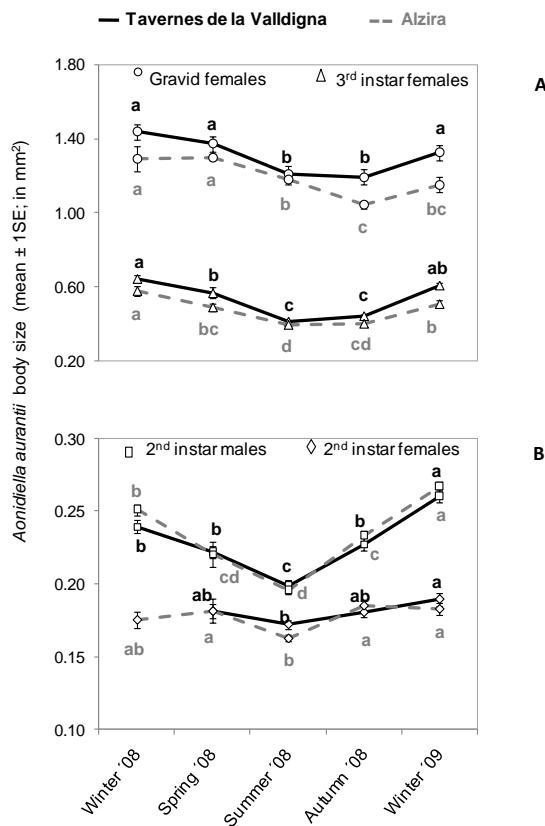 Tavernes de la Valldigna Alzira
A
Aonidiella aurantii body size (mean ± 1SE; in mm²)
1.80
1.40
1.00
0.60
0.20
Gravid females 3rd instar females
a a b b a
a a b c bc
a b c c ab
a bc d cd b
B
0.30
0.25
0.20
0.15
0.10
2nd instar males 2nd instar females
b b c b a
b cd d c a
ab b ab a
ab a b a a
Winter ´08
Spring ´08
Summer ´08
Autumn ´08
Winter ´09